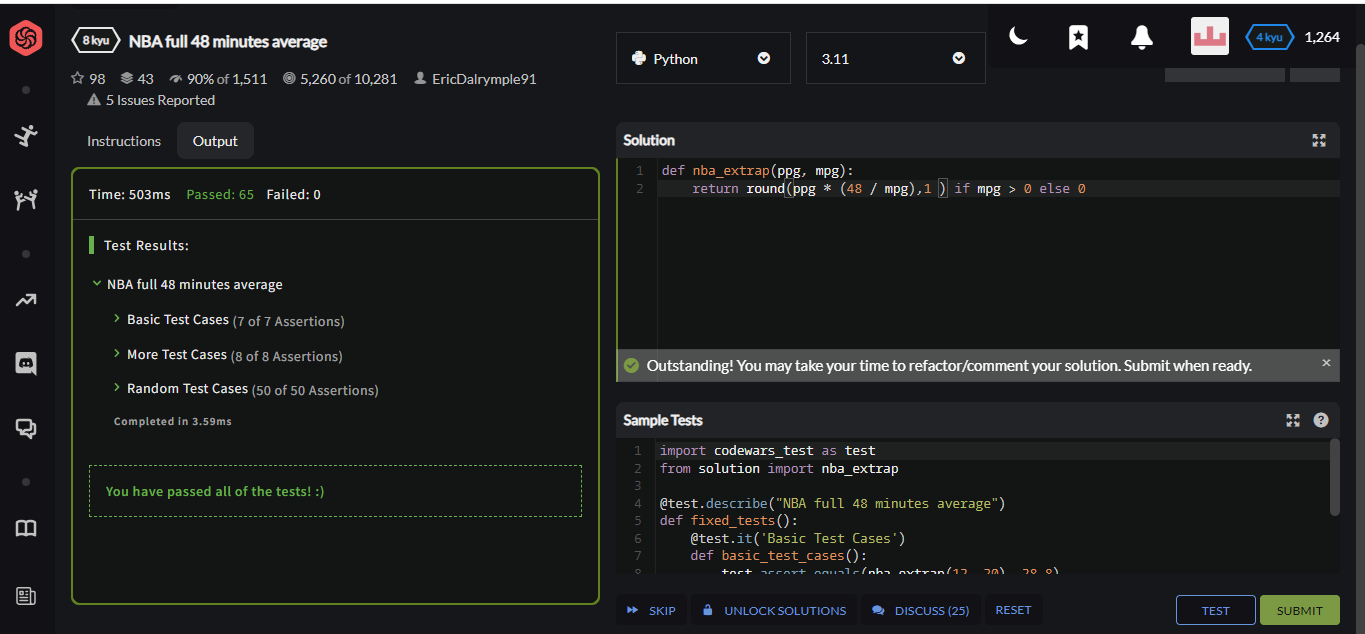 8 kyu NBA full 48 minutes average
98 43 90% of 1,511 5,260 of 10,281 EricDalrymple91
5 Issues Reported
Python 3.11
4 kyu 1,264
Instructions Output
Time: 503ms Passed: 65 Failed: 0
Test Results:
NBA full 48 minutes average
Basic Test Cases (7 of 7 Assertions)
More Test Cases (8 of 8 Assertions)
Random Test Cases (50 of 50 Assertions)
Completed in 3.59ms
You have passed all of the tests! :)
Solution
1 def nba_extrap(ppg, mpg):
2 return round(ppg * (48 / mpg),1 ) if mpg > 0 else 0
Outstanding! You may take your time to refactor/comment your solution. Submit when ready. ×
Sample Tests ?
1 import codewars_test as test
2 from solution import nba_extrap
3
4 @test.describe("NBA full 48 minutes average")
5 def fixed_tests():
6 @test.it('Basic Test Cases')
7 def basic_test_cases():
8 test.assert_equals(nba_extrap(12, 20), 28.8)
SKIP UNLOCK SOLUTIONS DISCUSS (25) RESET TEST SUBMIT